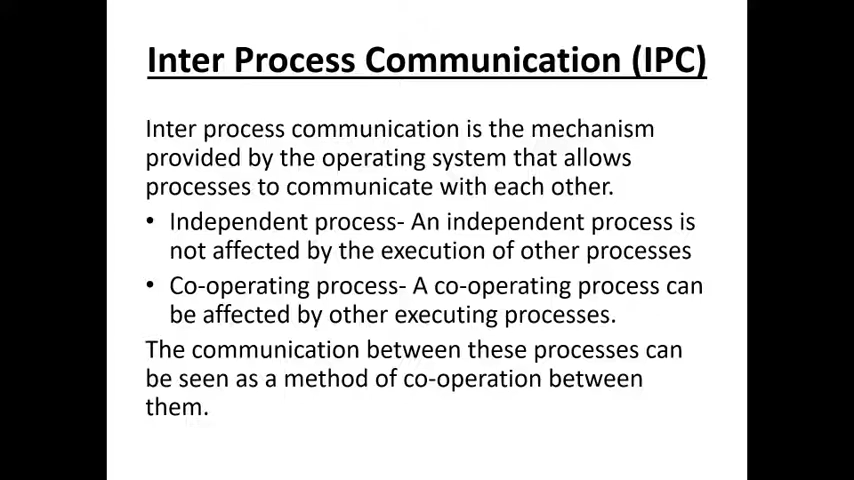 Inter Process Communication (IPC)
Inter process communication is the mechanism
provided by the operating system that allows
processes to communicate with each other.
• Independent process- An independent process is
not affected by the execution of other processes
• Co-operating process- A co-operating process can
be affected by other executing processes.
The communication between these processes can
be seen as a method of co-operation between
them.